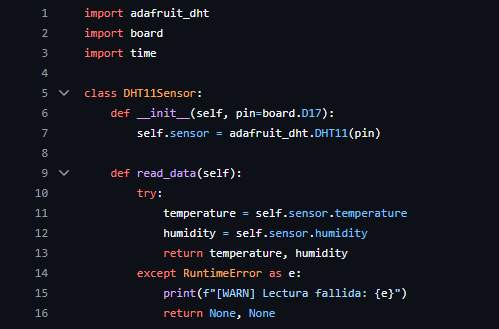 1 import adafruit_dht
2 import board
3 import time
4
5 class DHT11Sensor:
6     def __init__(self, pin=board.D17):
7         self.sensor = adafruit_dht.DHT11(pin)
8
9     def read_data(self):
10         try:
11             temperature = self.sensor.temperature
12             humidity = self.sensor.humidity
13             return temperature, humidity
14         except RuntimeError as e:
15             print(f"[WARN] Lectura fallida: {e}")
16             return None, None